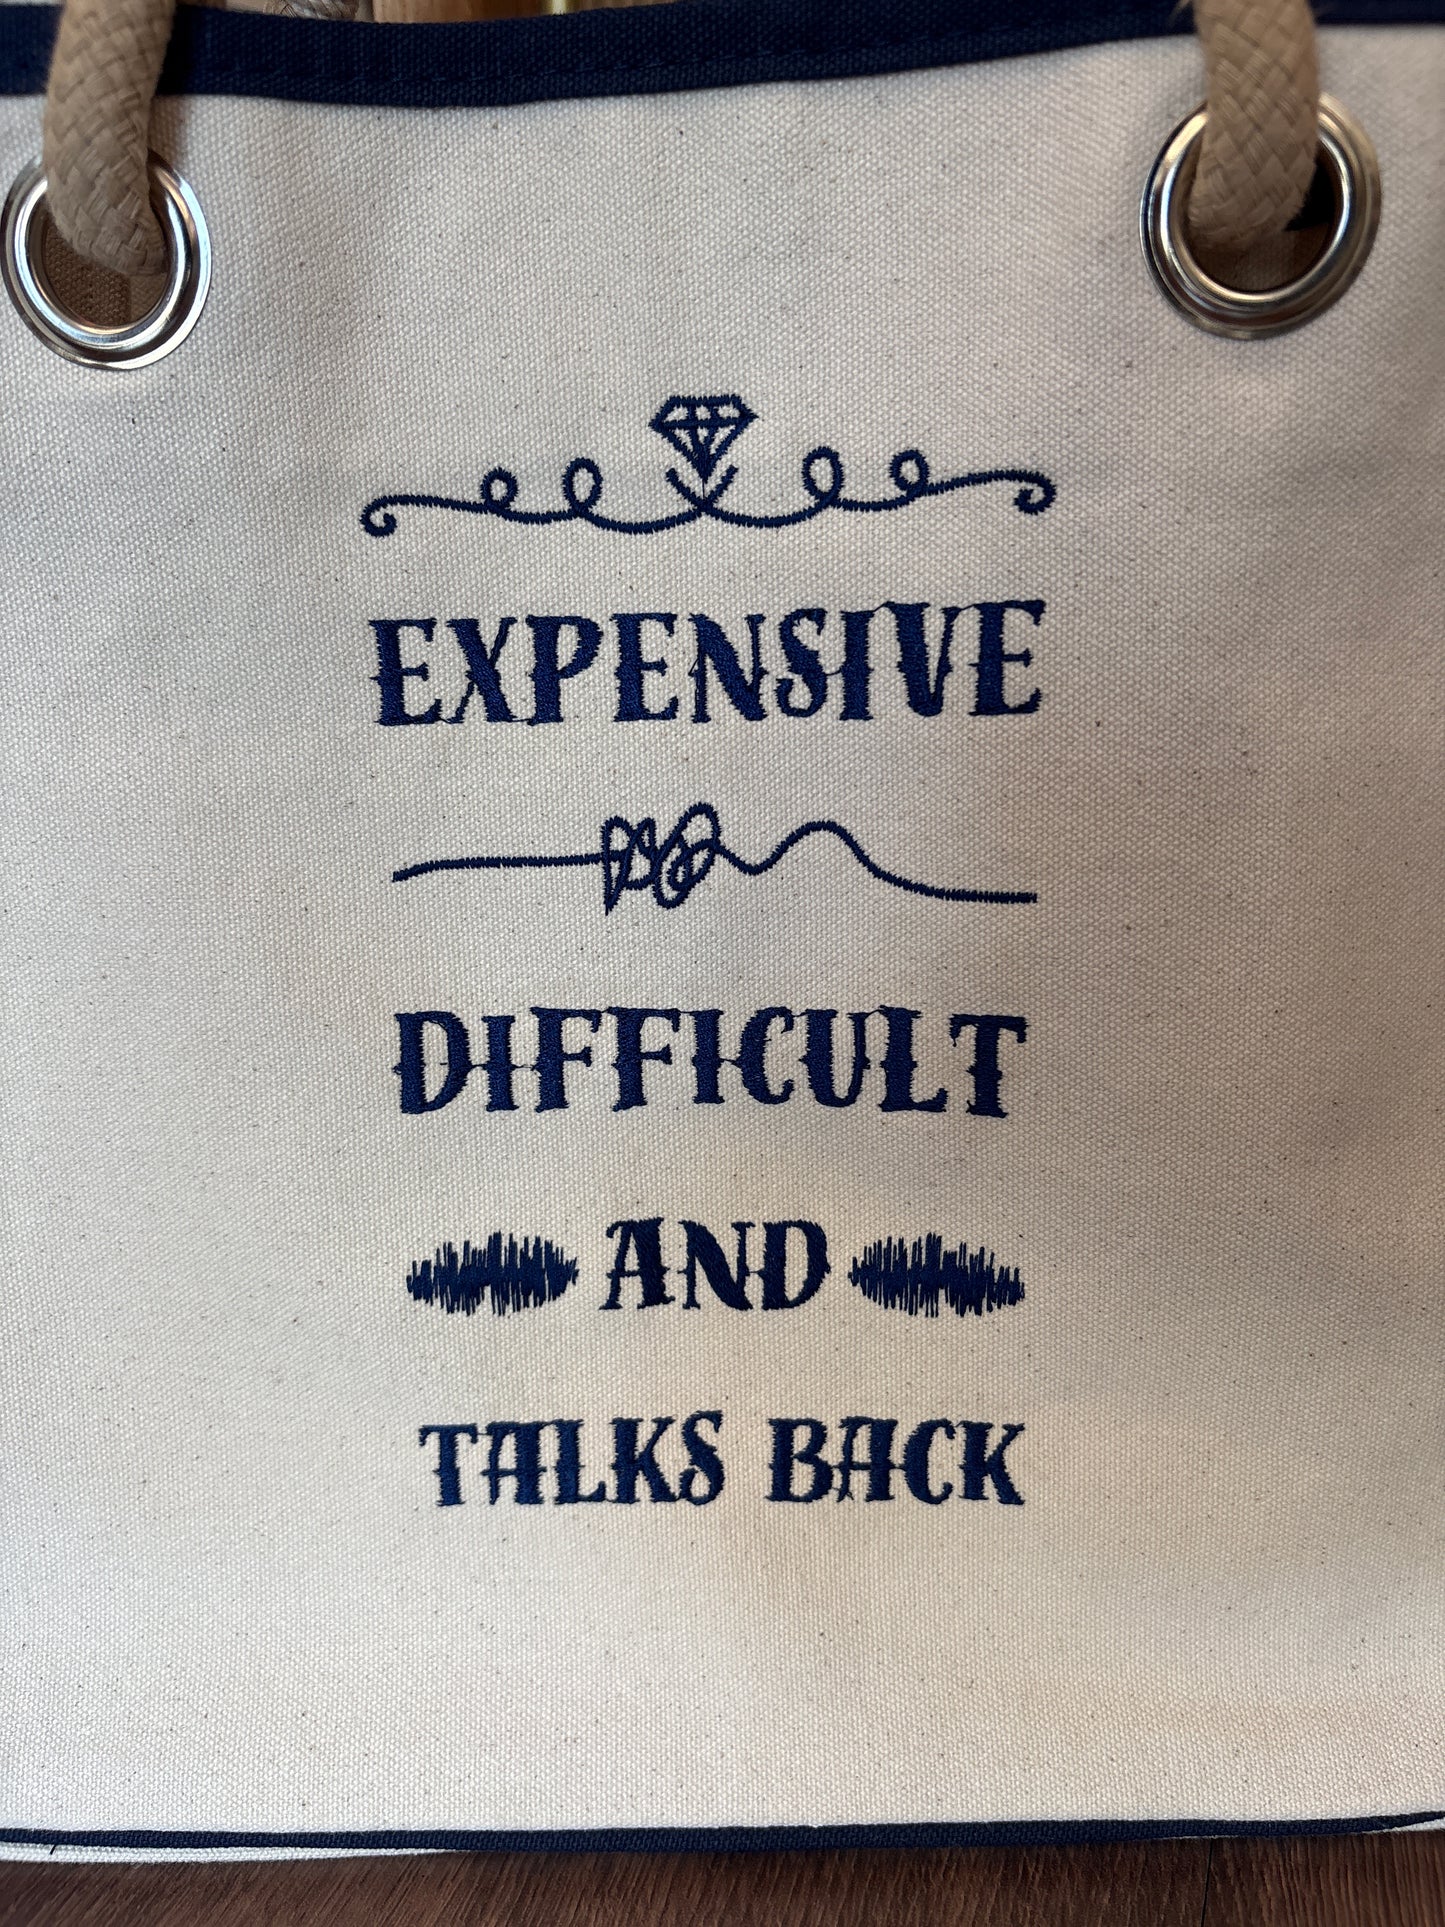 EXPENSIVE
DIFFICULT
AND
TALKS BACK